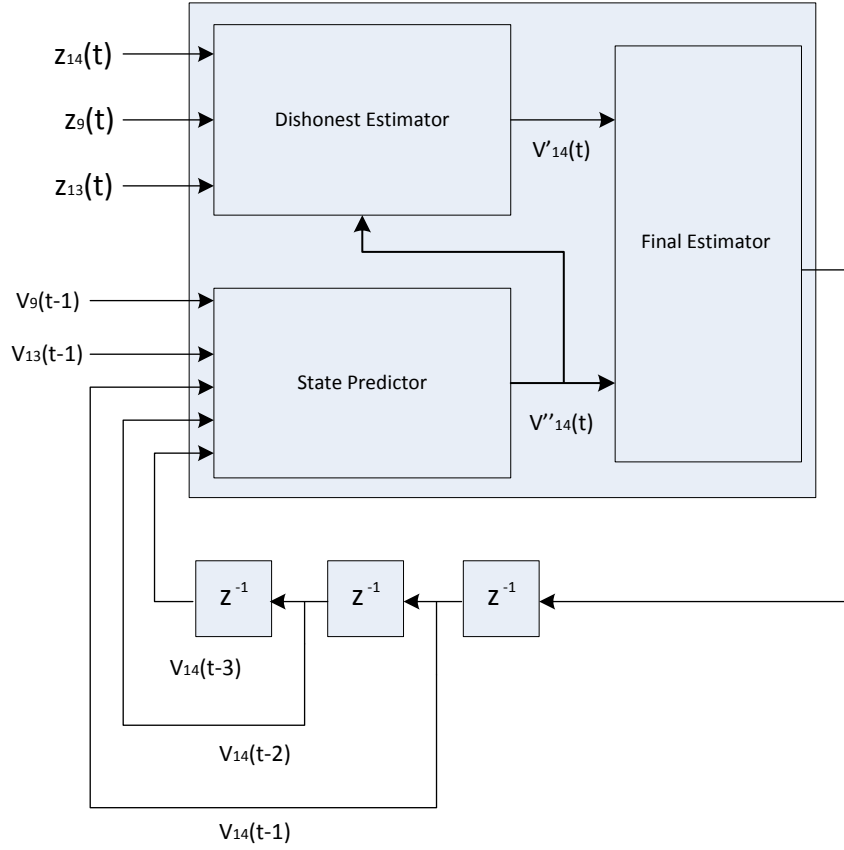 z14(t)
z9(t)
z13(t)
Dishonest Estimator
V'14(t)
Final Estimator
V9(t-1)
V13(t-1)
State Predictor
V''14(t)
z-1
z-1
z-1
V14(t-3)
V14(t-2)
V14(t-1)